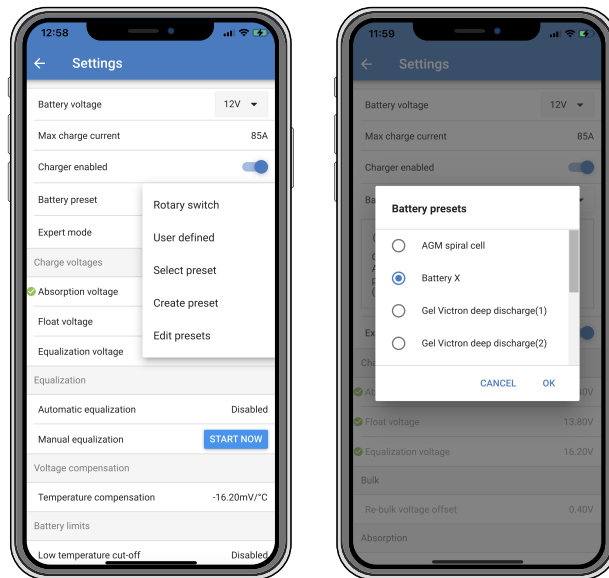 12:58
Settings
Battery voltage 12V
Max charge current 85A
Charger enabled
Battery preset
Expert mode
Rotary switch
User defined
Select preset
Create preset
Edit presets
Charge voltages
Absorption voltage
Float voltage
Equalization voltage
Equalization
Automatic equalization Disabled
Manual equalization START NOW
Voltage compensation
Temperature compensation -16.20mV/°C
Battery limits
Low temperature cut-off Disabled
11:59
Settings
Battery voltage 12V
Max charge current 85A
Charger enabled
Ba
Battery presets
AGM spiral cell
Battery X
Gel Victron deep discharge(1)
Gel Victron deep discharge(2)
CANCEL OK
Ex
Cha
Ab
Float voltage 13.80V
Equalization voltage 16.20V
Bulk
Re-bulk voltage offset 0.40V
Absorption